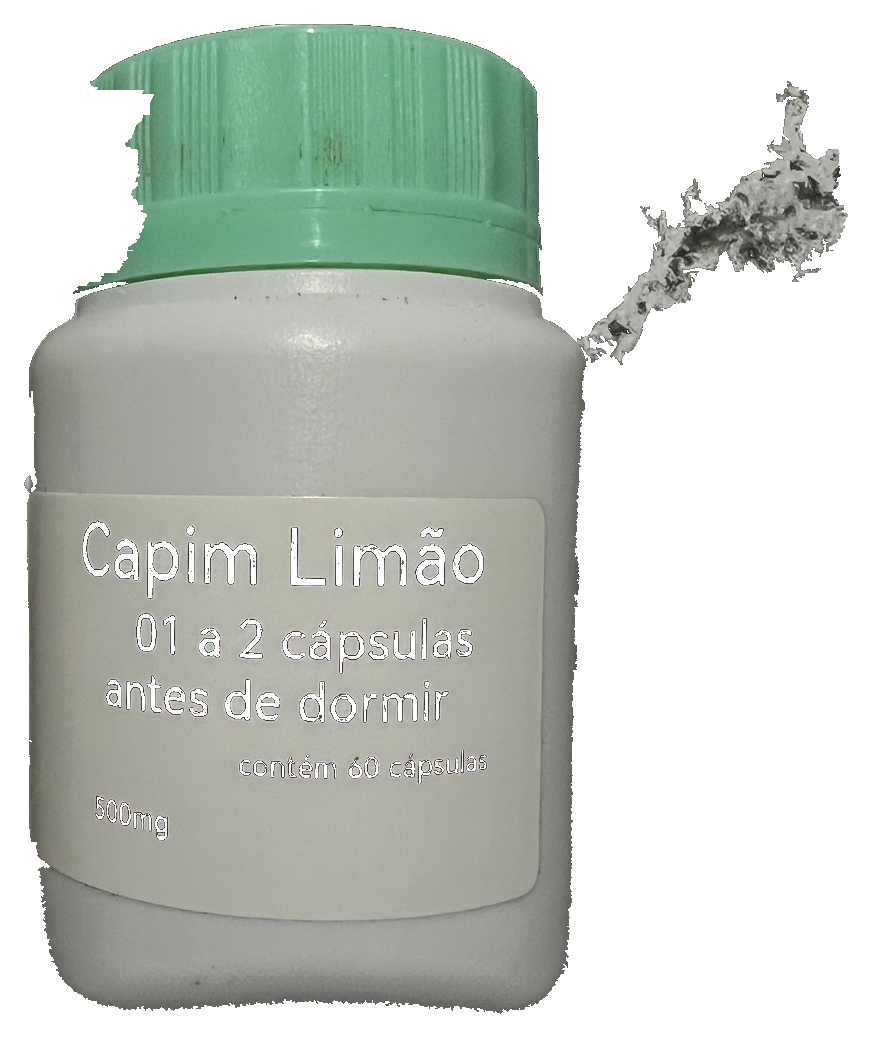 Capim Limão
01 a 2 cápsulas
antes de dormir
contém 60 cápsulas
500mg